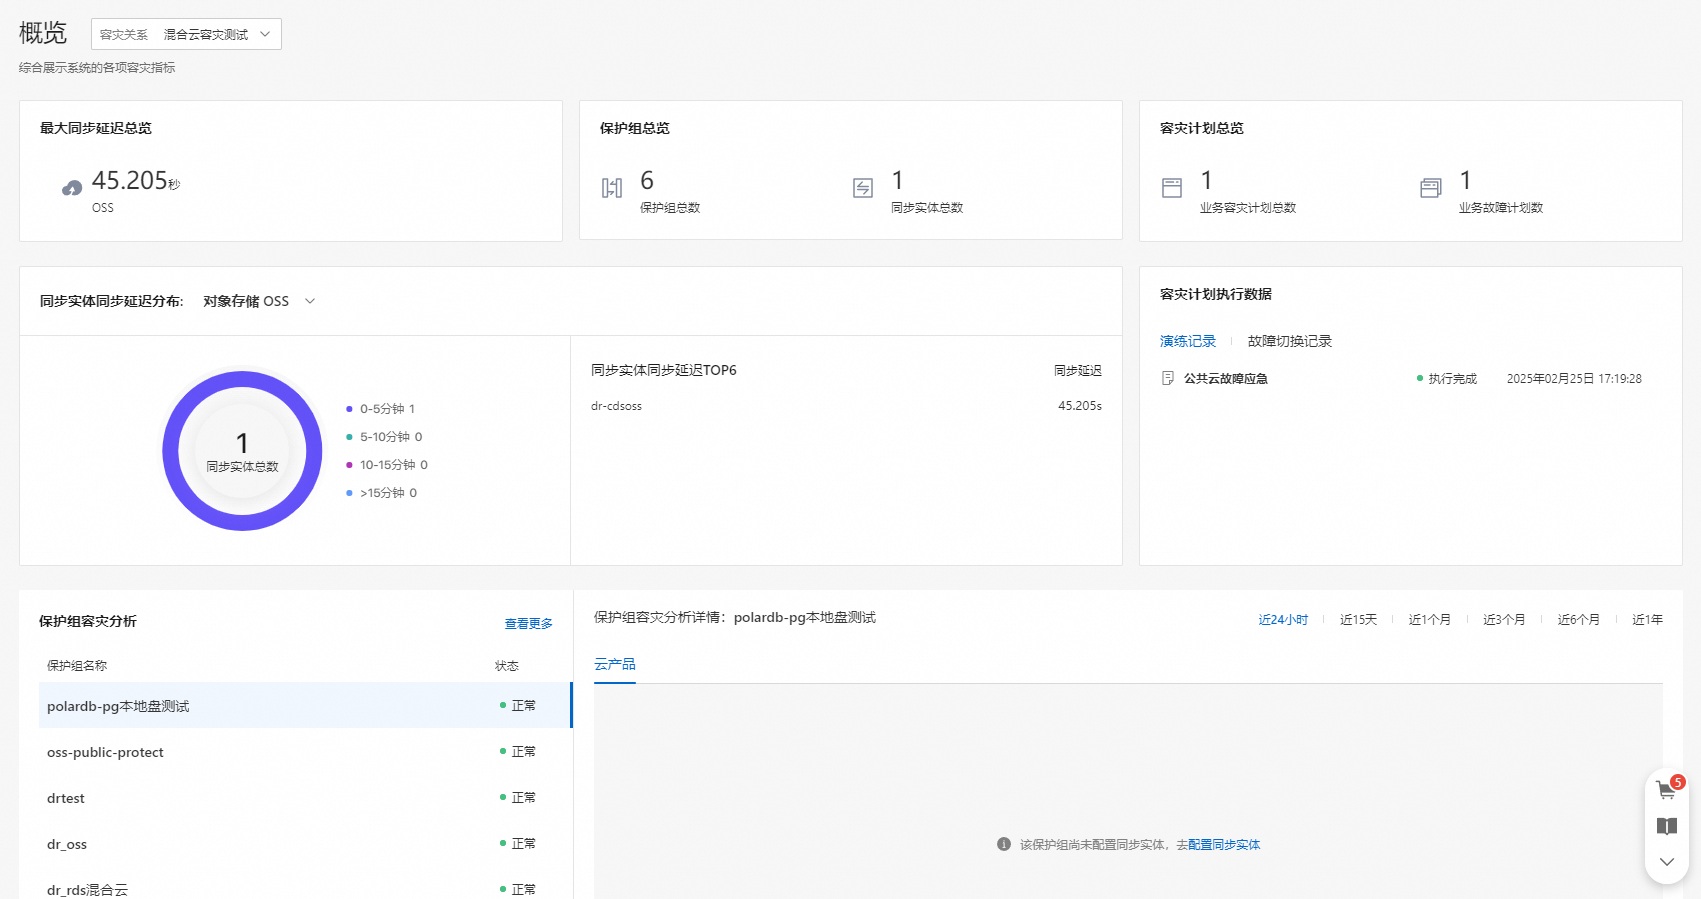 概览
容灾关系 混合云容灾测试
综合展示系统的各项容灾指标
最大同步延迟总览
45.205秒
OSS
保护组总览
6
保护组总数
1
同步实体总数
容灾计划总览
1
业务容灾计划总数
1
业务故障计划数
同步实体同步延迟分布: 对象存储 OSS
1
同步实体总数
0-5分钟 1
5-10分钟 0
10-15分钟 0
>15分钟 0
同步实体同步延迟TOP6 同步延迟
dr-cdsoss 45.205s
容灾计划执行数据
演练记录 故障切换记录
公共云故障应急 执行完成 2025年02月25日 17:19:28
保护组容灾分析 查看更多
保护组名称 状态
polardb-pg本地盘测试 正常
oss-public-protect 正常
drtest 正常
dr_oss 正常
dr_rds混合云 正常
保护组容灾分析详情：polardb-pg本地盘测试
近24小时 近15天 近1个月 近3个月 近6个月 近1年
云产品
该保护组尚未配置同步实体，去配置同步实体
5